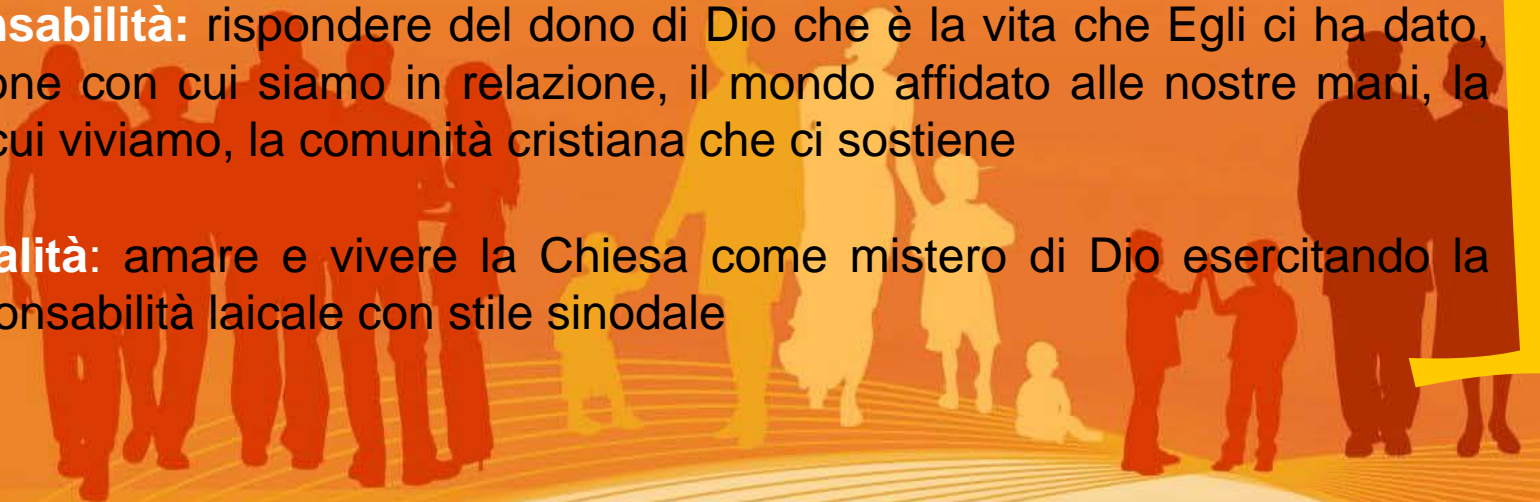 nsabilità: rispondere del dono di Dio che è la vita che Egli ci ha dato,
one con cui siamo in relazione, il mondo affidato alle nostre mani, la
cui viviamo, la comunità cristiana che ci sostiene
alità: amare e vivere la Chiesa come mistero di Dio esercitando la
onsabilità laicale con stile sinodale